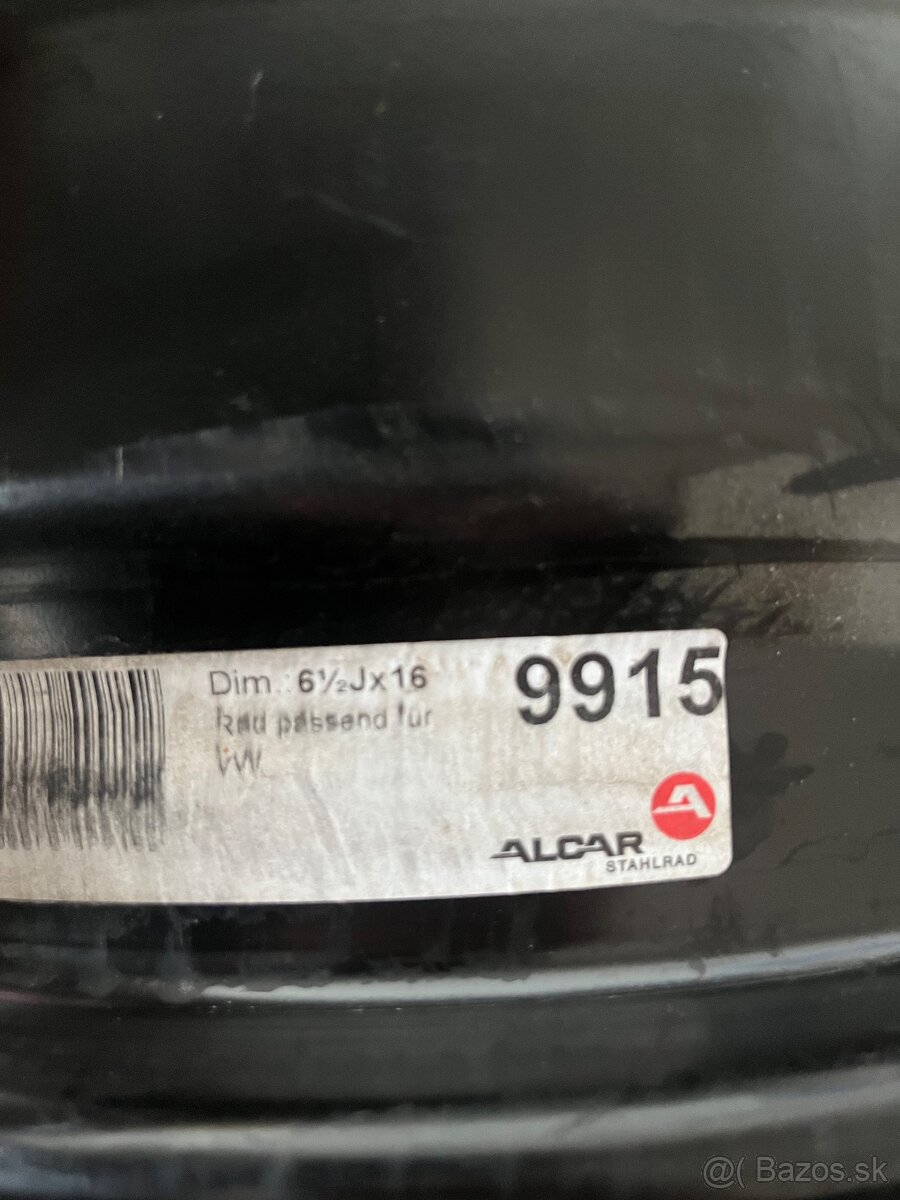 Dim.: 6½Jx16
9915
Rad passend für
VW
ALCAR
STAHLRAD
@( Bazos.sk